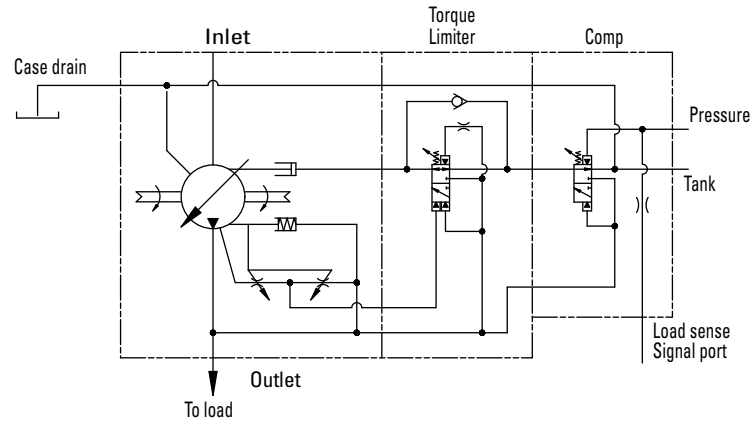 Torque
Limiter
Inlet
Comp
Case drain
Pressure
Tank
Load sense
Signal port
Outlet
To load